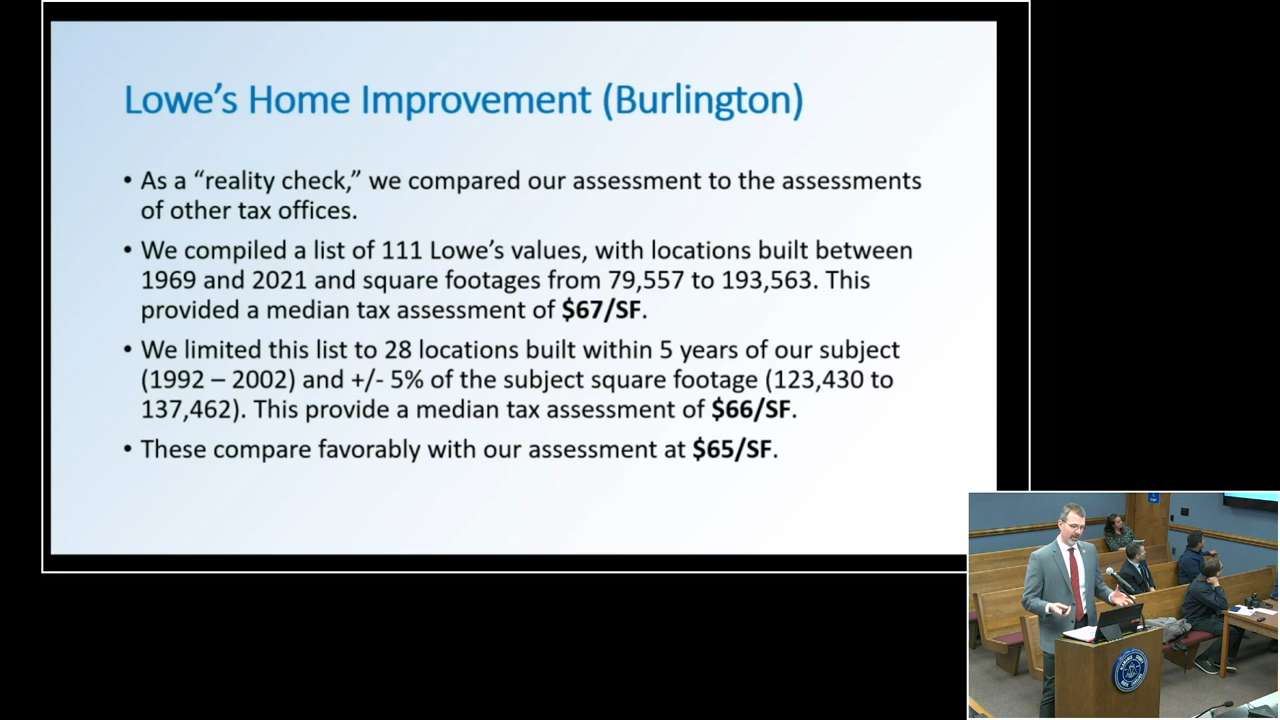 Lowe’s Home Improvement (Burlington)
• As a “reality check,” we compared our assessment to the assessments
of other tax offices.
• We compiled a list of 111 Lowe’s values, with locations built between
1969 and 2021 and square footages from 79,557 to 193,563. This
provided a median tax assessment of $67/SF.
• We limited this list to 28 locations built within 5 years of our subject
(1992 – 2002) and +/- 5% of the subject square footage (123,430 to
137,462). This provide a median tax assessment of $66/SF.
• These compare favorably with our assessment at $65/SF.